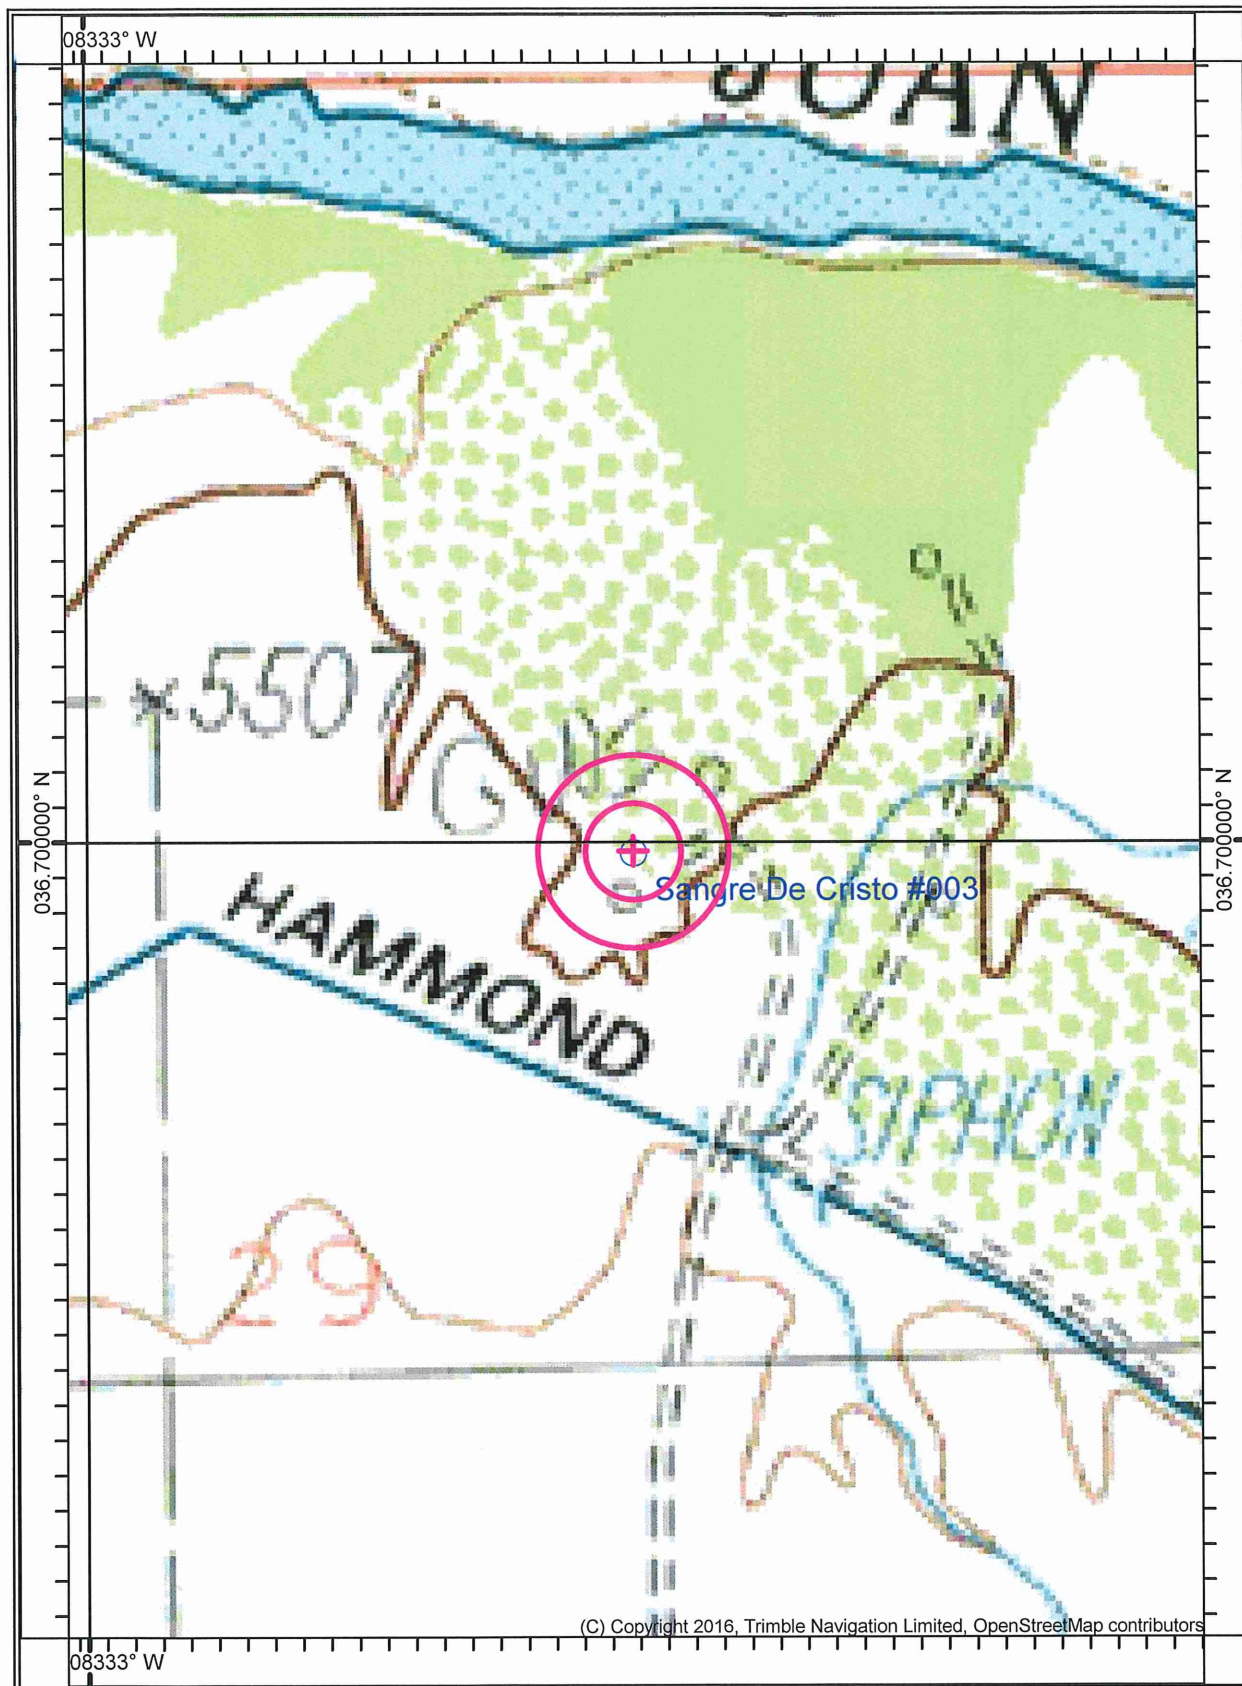 08333° W
JUAN
×5507
036.700000° N
036.700000° N
Sangre De Cristo #003
HAMMOND
SIPHON
29
(C) Copyright 2016, Trimble Navigation Limited, OpenStreetMap contributors
08333° W